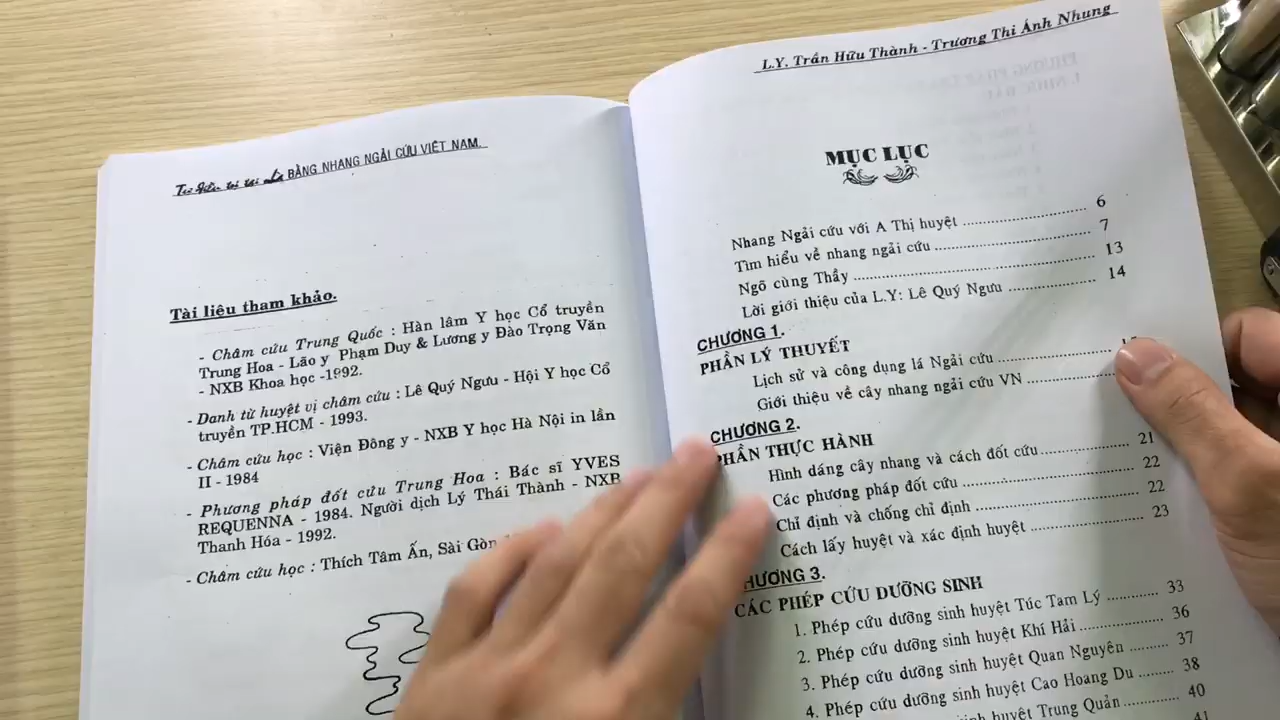 BẰNG NHANG NGẢI CỨU VIỆT NAM.
Tài liệu tham khảo.
- Châm cứu Trung Quốc : Hàn lâm Y học Cổ truyền
Trung Hoa - Lão y Phạm Duy & Lương y Đào Trọng Văn
- NXB Khoa học -1992.
- Danh từ huyệt vị châm cứu : Lê Quý Ngưu - Hội Y học Cổ
truyền TP.HCM - 1993.
- Châm cứu học : Viện Đông y - NXB Y học Hà Nội in lần
II - 1984
- Phương pháp đốt cứu Trung Hoa : Bác sĩ YVES
REQUENNA - 1984. Người dịch Lý Thái Thành - NXB
Thanh Hóa - 1992.
- Châm cứu học : Thích Tâm Ấn, Sài Gòn
L.Y. Trần Hữu Thành - Trương Thi Ánh Nhung
MỤC LỤC
Nhang Ngải cứu với A Thị huyệt ........ 6
Tìm hiểu về nhang ngải cứu ........ 7
Ngõ cùng Thầy ........ 13
Lời giới thiệu của L.Y: Lê Quý Ngưu ........ 14
CHƯƠNG 1.
PHẦN LÝ THUYẾT
Lịch sử và công dụng lá Ngải cứu ........
Giới thiệu về cây nhang ngải cứu VN ........
CHƯƠNG 2.
PHẦN THỰC HÀNH
Hình dáng cây nhang và cách đốt cứu ........ 21
Các phương pháp đốt cứu ........ 22
Chỉ định và chống chỉ định ........ 22
Cách lấy huyệt và xác định huyệt ........ 23
CHƯƠNG 3.
CÁC PHÉP CỨU DƯỠNG SINH
1. Phép cứu dưỡng sinh huyệt Túc Tam Lý ........ 33
2. Phép cứu dưỡng sinh huyệt Khí Hải ........ 36
3. Phép cứu dưỡng sinh huyệt Quan Nguyên ........ 37
4. Phép cứu dưỡng sinh huyệt Cao Hoang Du ........ 38
sinh huyệt Trung Quản ........ 40
41